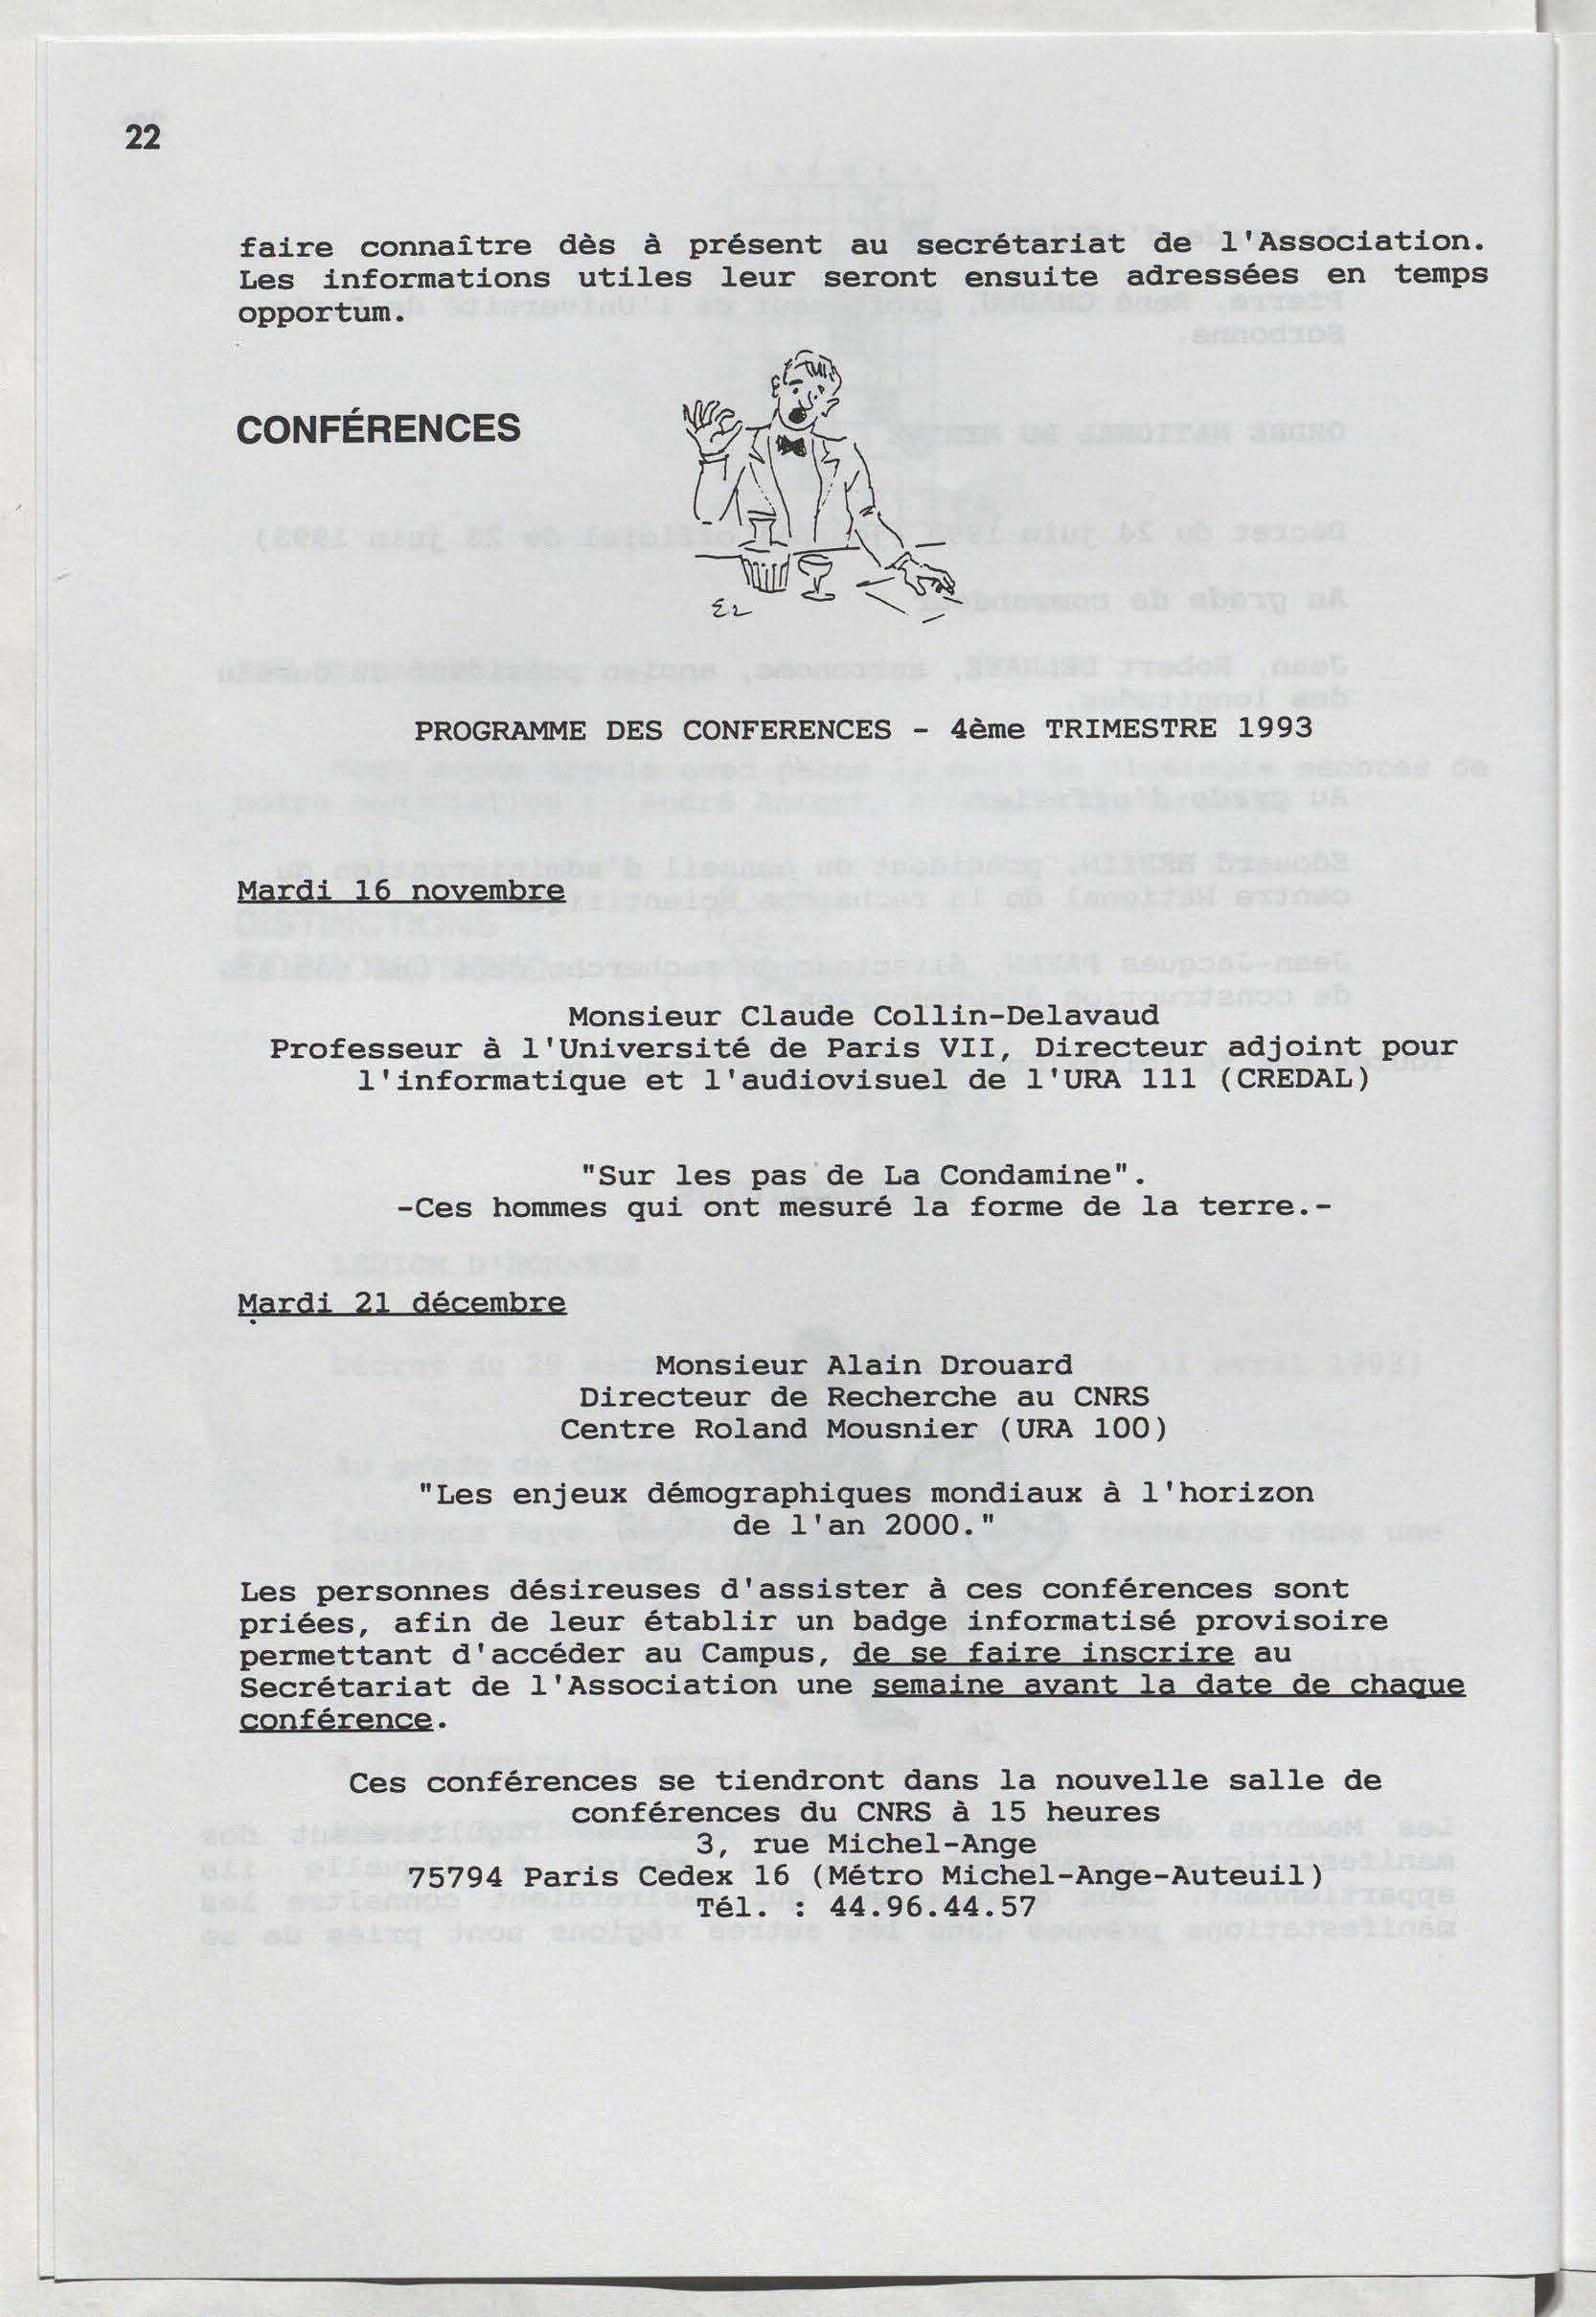 22
faire connaître dès à présent au secrétariat de l'Association.
Les informations utiles leur seront ensuite adressées en temps
opportum.
CONFÉRENCES
EL
PROGRAMME DES CONFERENCES - 4ème TRIMESTRE 1993
Mardi 16 novembre
Monsieur Claude Collin-Delavaud
Professeur à l'Université de Paris VII, Directeur adjoint pour
l'informatique et l'audiovisuel de l'URA 111 (CREDAL)
"Sur les pas de La Condamine".
-Ces hommes qui ont mesuré la forme de la terre.-
Mardi 21 décembre
Monsieur Alain Drouard
Directeur de Recherche au CNRS
Centre Roland Mousnier (URA 100)
"Les enjeux démographiques mondiaux à l'horizon
de l'an 2000."
Les personnes désireuses d'assister à ces conférences sont
priées, afin de leur établir un badge informatisé provisoire
permettant d'accéder au Campus, de se faire inscrire au
Secrétariat de l'Association une semaine avant la date de chaque
conférence.
Ces conférences se tiendront dans la nouvelle salle de
conférences du CNRS à 15 heures
3, rue Michel-Ange
75794 Paris Cedex 16 (Métro Michel-Ange-Auteuil)
Tél. : 44.96.44.57